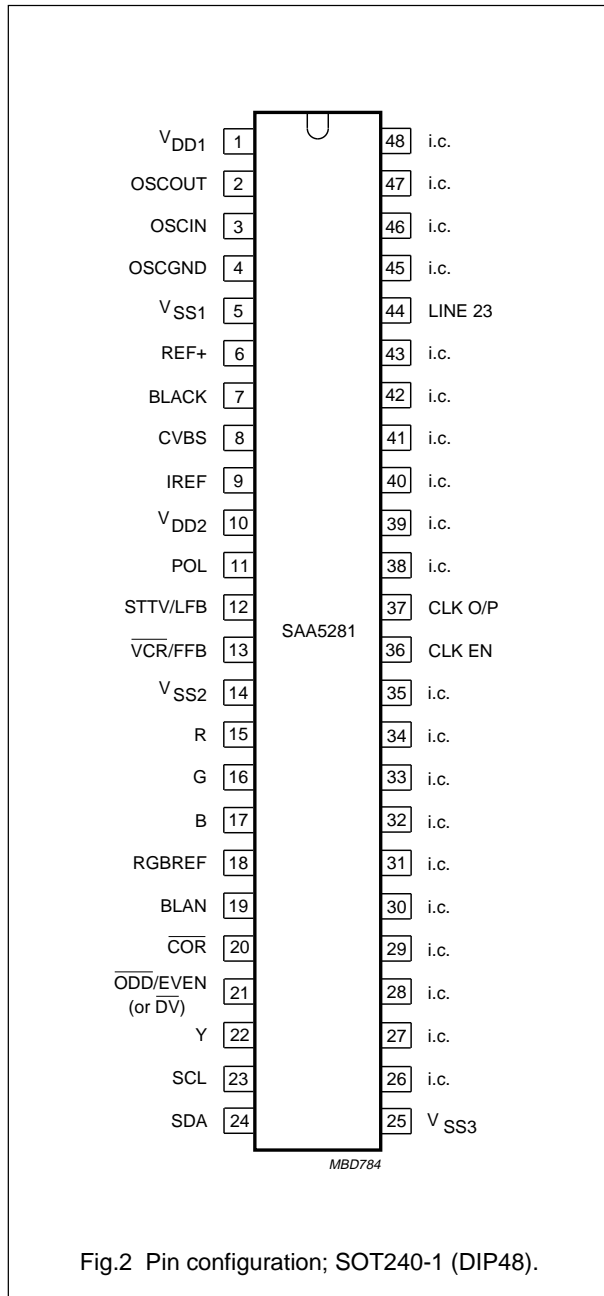 VDD1 1 48 i.c.
OSCOUT 2 47 i.c.
OSCIN 3 46 i.c.
OSCGND 4 45 i.c.
VSS1 5 44 LINE 23
REF+ 6 43 i.c.
BLACK 7 42 i.c.
CVBS 8 41 i.c.
IREF 9 40 i.c.
VDD2 10 39 i.c.
POL 11 38 i.c.
STTV/LFB 12 37 CLK O/P
SAA5281
VCR/FFB 13 36 CLK EN
VSS2 14 35 i.c.
R 15 34 i.c.
G 16 33 i.c.
B 17 32 i.c.
RGBREF 18 31 i.c.
BLAN 19 30 i.c.
COR 20 29 i.c.
ODD/EVEN 21 28 i.c.
(or DV)
Y 22 27 i.c.
SCL 23 26 i.c.
SDA 24 25 VSS3
MBD784
Fig.2 Pin configuration; SOT240-1 (DIP48).